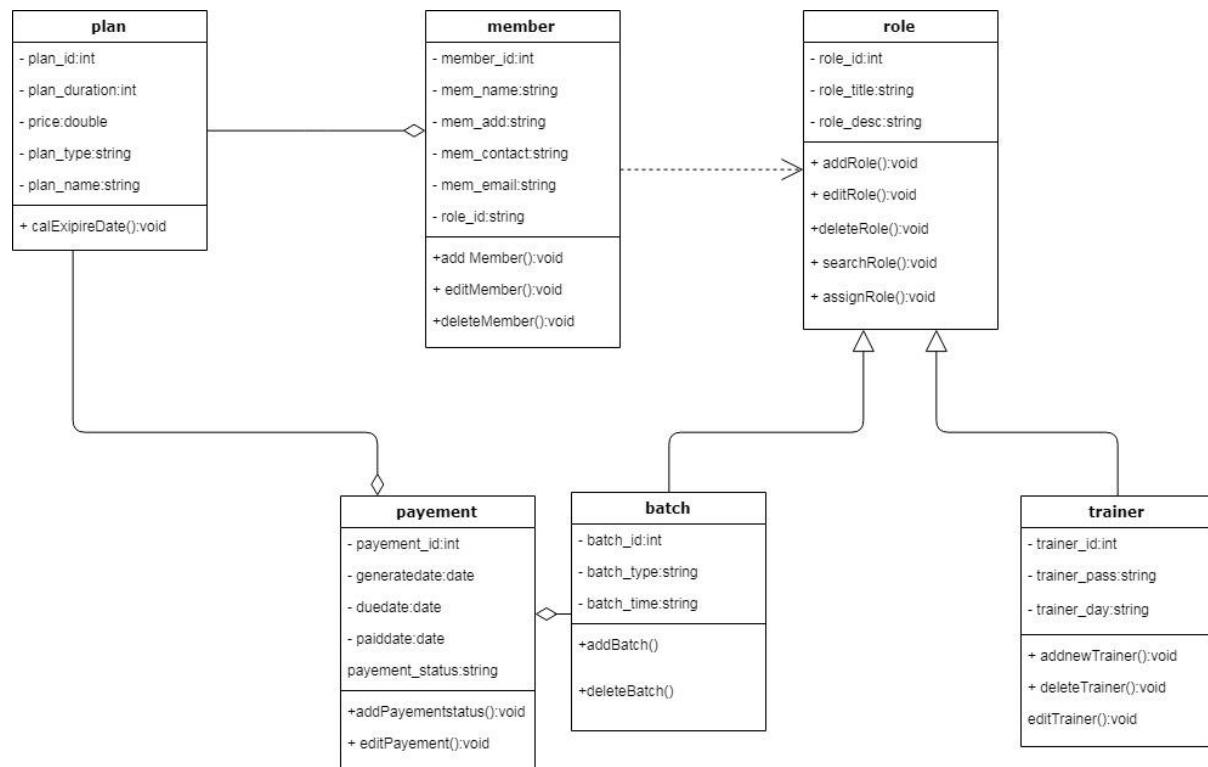 plan
- plan_id:int
- plan_duration:int
- price:double
- plan_type:string
- plan_name:string
+ calExipireDate():void
member
- member_id:int
- mem_name:string
- mem_add:string
- mem_contact:string
- mem_email:string
- role_id:string
+add Member():void
+ editMember():void
+deleteMember():void
role
- role_id:int
- role_title:string
- role_desc:string
+ addRole():void
+ editRole():void
+deleteRole():void
+ searchRole():void
+ assignRole():void
payement
- payement_id:int
- generatedate:date
- duedate:date
- paiddate:date
payement_status:string
+addPayementstatus():void
+ editPayement():void
batch
- batch_id:int
- batch_type:string
- batch_time:string
+addBatch()
+deleteBatch()
trainer
- trainer_id:int
- trainer_pass:string
- trainer_day:string
+ addnewTrainer():void
+ deleteTrainer():void
editTrainer():void